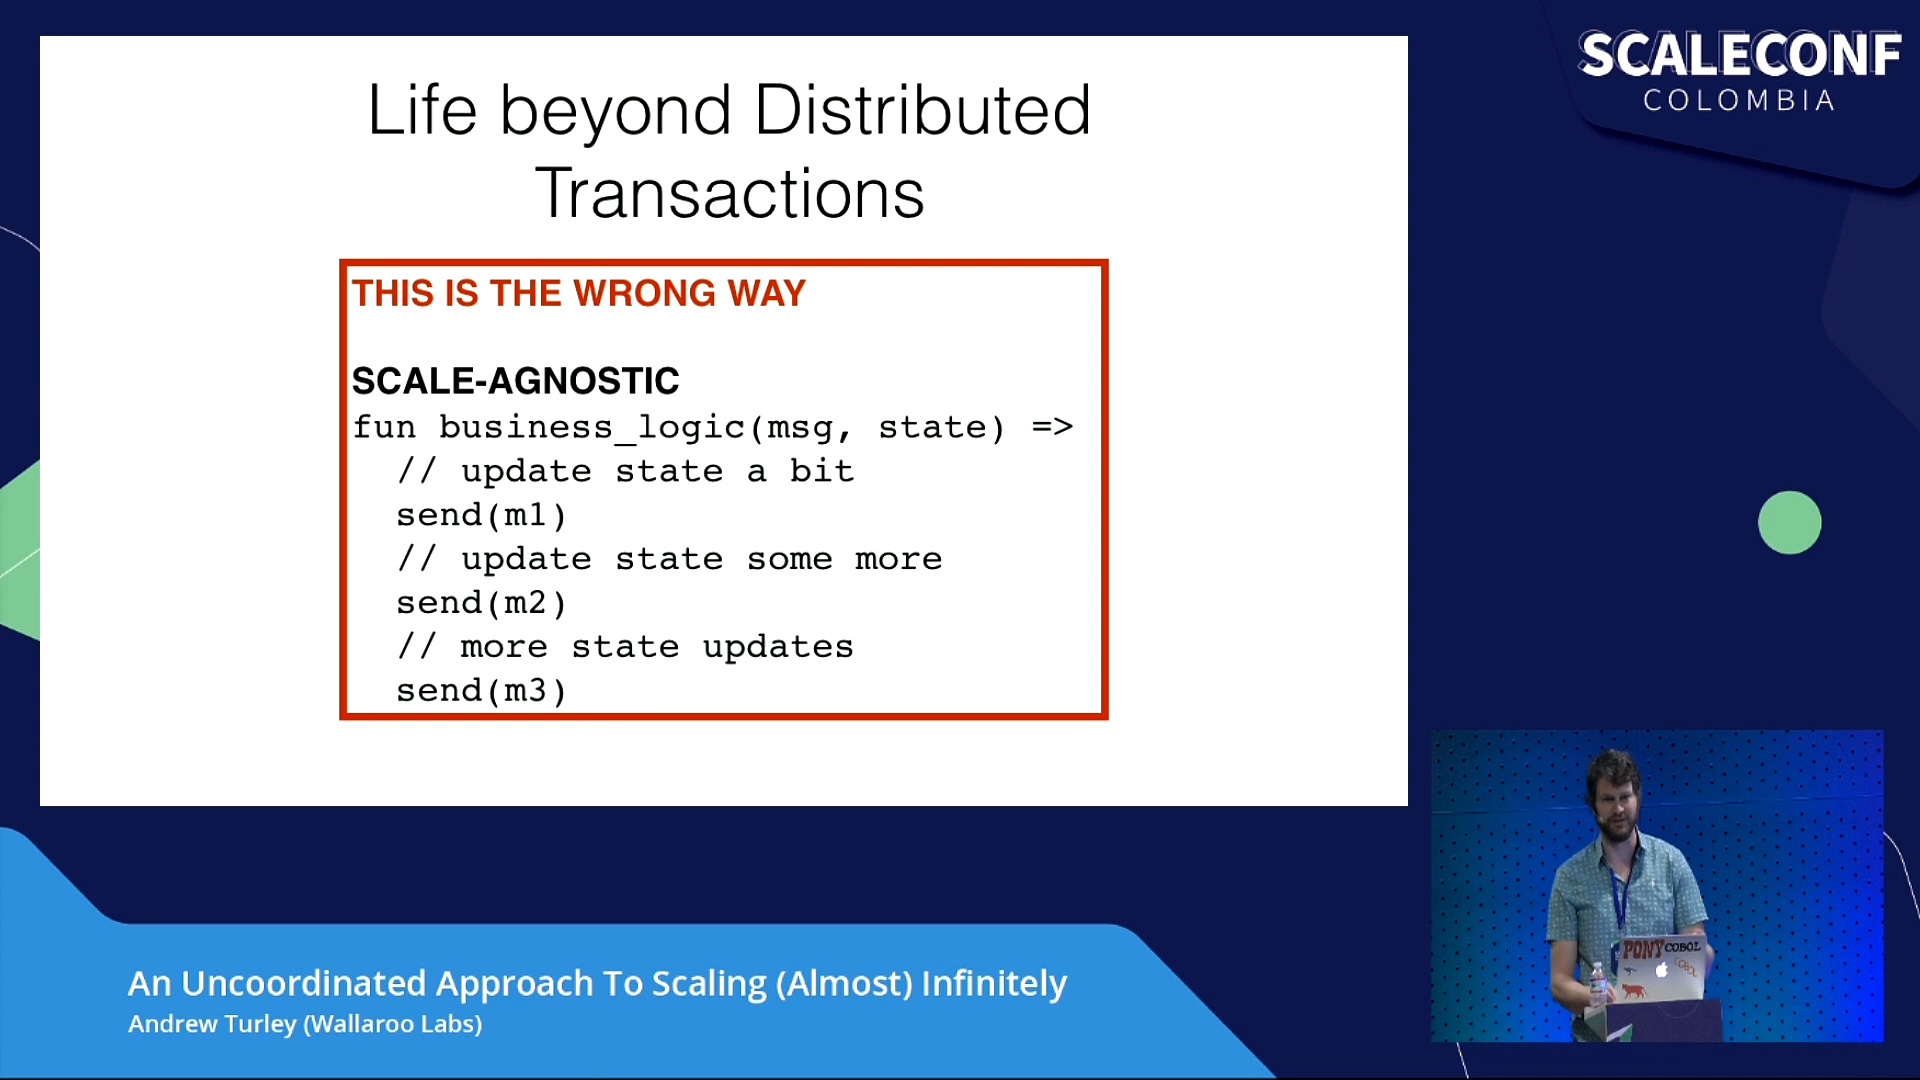 SCALECONF
COLOMBIA
Life beyond Distributed
Transactions
THIS IS THE WRONG WAY
SCALE-AGNOSTIC
fun business_logic(msg, state) =>
// update state a bit
send(m1)
// update state some more
send(m2)
// more state updates
send(m3)
PONY COBOL
COBOL
An Uncoordinated Approach To Scaling (Almost) Infinitely
Andrew Turley (Wallaroo Labs)